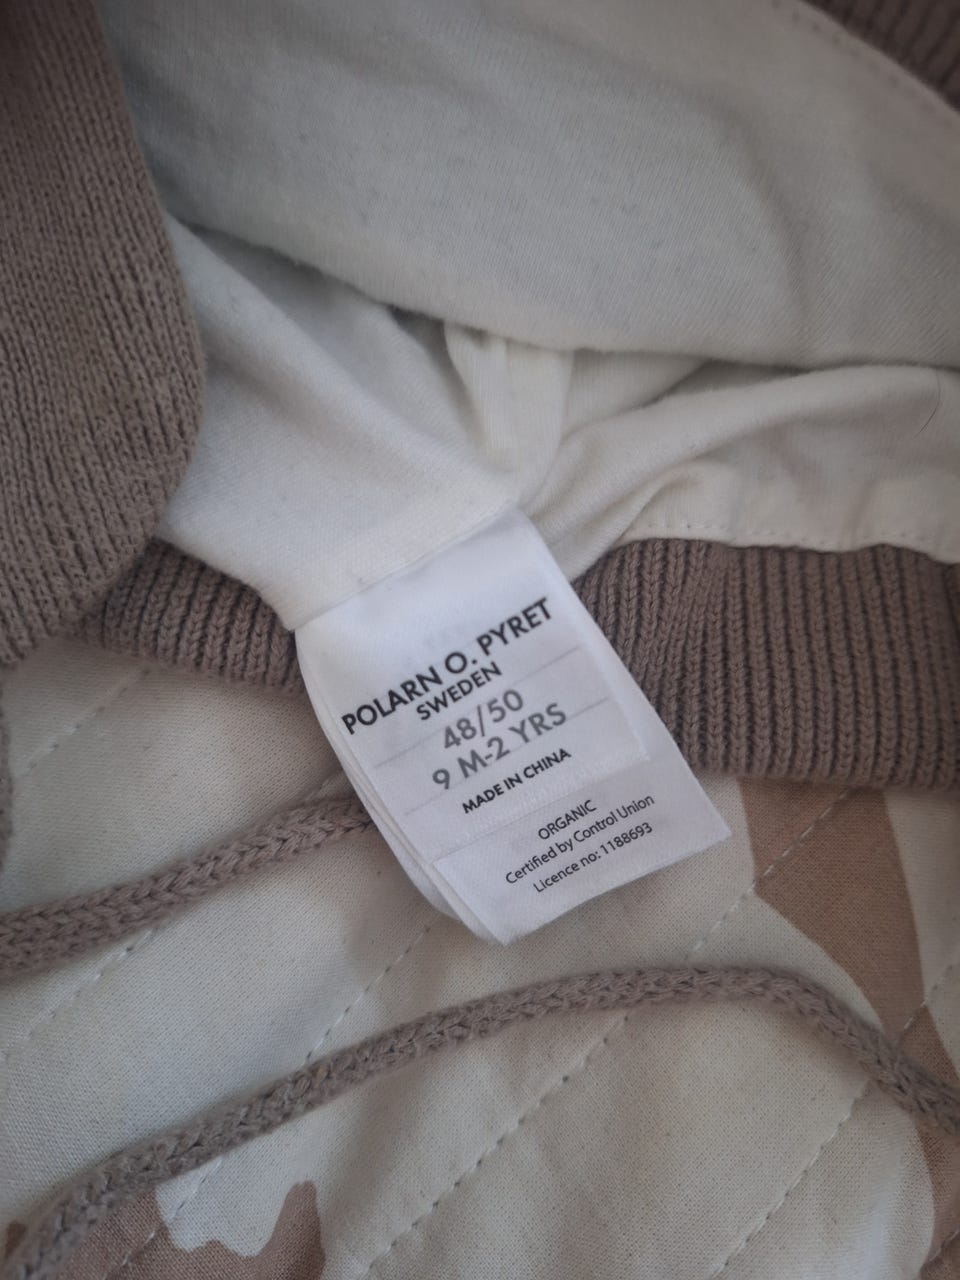 POLARN O. PYRET
SWEDEN
48/50
9 M-2 YRS
MADE IN CHINA
ORGANIC
Certified by Control Union
Licence no: 1188693